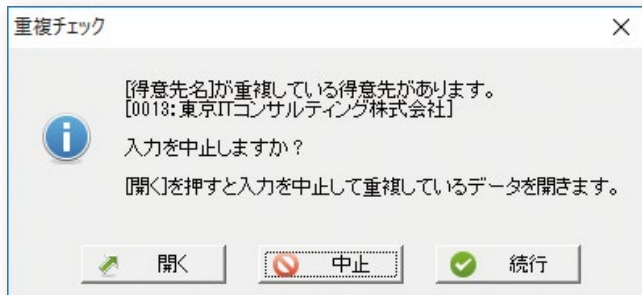 重複チェック
[得意先名]が重複している得意先があります。
[0013:東京ITコンサルティング株式会社]
入力を中止しますか？
[開く]を押すと入力を中止して重複しているデータを開きます。
開く 中止 続行